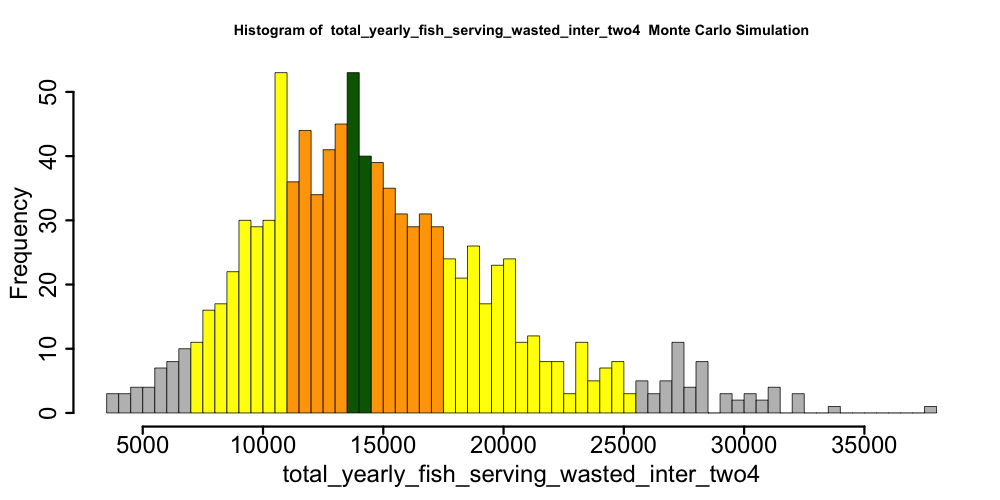 Histogram of  total_yearly_fish_serving_wasted_inter_two4  Monte Carlo Simulation
50
40
30
20
10
0
Frequency
5000 10000 15000 20000 25000 30000 35000
total_yearly_fish_serving_wasted_inter_two4